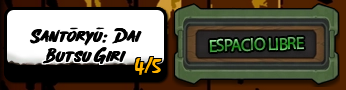 Santōryū: Dai
Butsu Giri
4/5
ESPACIO LIBRE